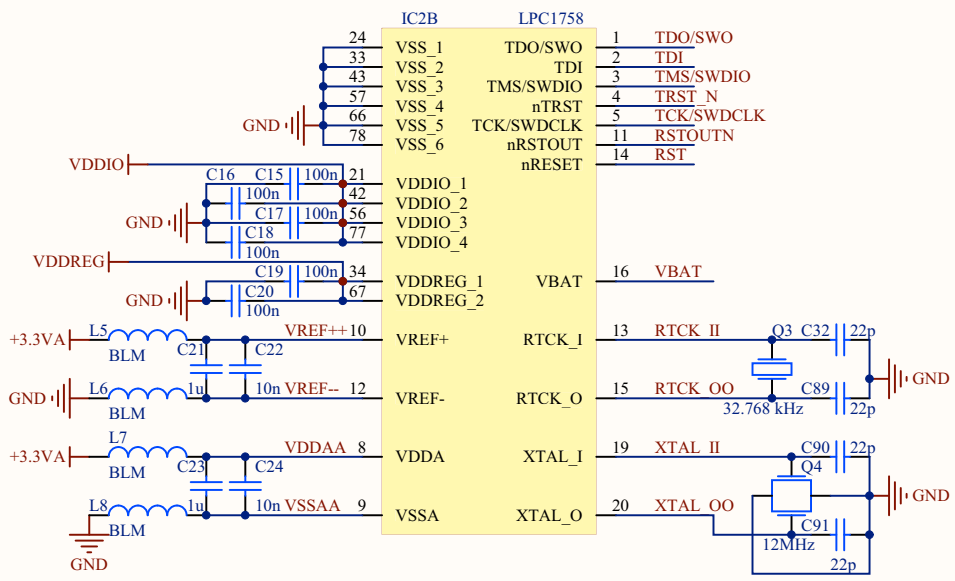 IC2B LPC1758
24 VSS_1 TDO/SWO 1 TDO/SWO
33 VSS_2 TDI 2 TDI
43 VSS_3 TMS/SWDIO 3 TMS/SWDIO
57 VSS_4 nTRST 4 TRST_N
GND 66 VSS_5 TCK/SWDCLK 5 TCK/SWDCLK
78 VSS_6 nRSTOUT 11 RSTOUTN
VDDIO nRESET 14 RST
C16 C15 100n 21 VDDIO_1
100n 42 VDDIO_2
GND C17 100n 56 VDDIO_3
C18 77 VDDIO_4
100n
VDDREG
C19 100n 34 VDDREG_1 VBAT 16 VBAT
GND C20 67 VDDREG_2
100n
+3.3VA L5 VREF++ 10 VREF+ RTCK_I 13 RTCK_II Q3 C32 22p
BLM C21 C22
GND
GND L6 1u 10n VREF-- 12 VREF- RTCK_O 15 RTCK_OO C89
BLM 32.768 kHz 22p
L7
+3.3VA VDDAA 8 VDDA XTAL_I 19 XTAL_II C90 22p
BLM C23 C24 Q4
GND
L8 1u 10n VSSAA 9 VSSA XTAL_O 20 XTAL_OO
BLM C91
12MHz
GND 22p